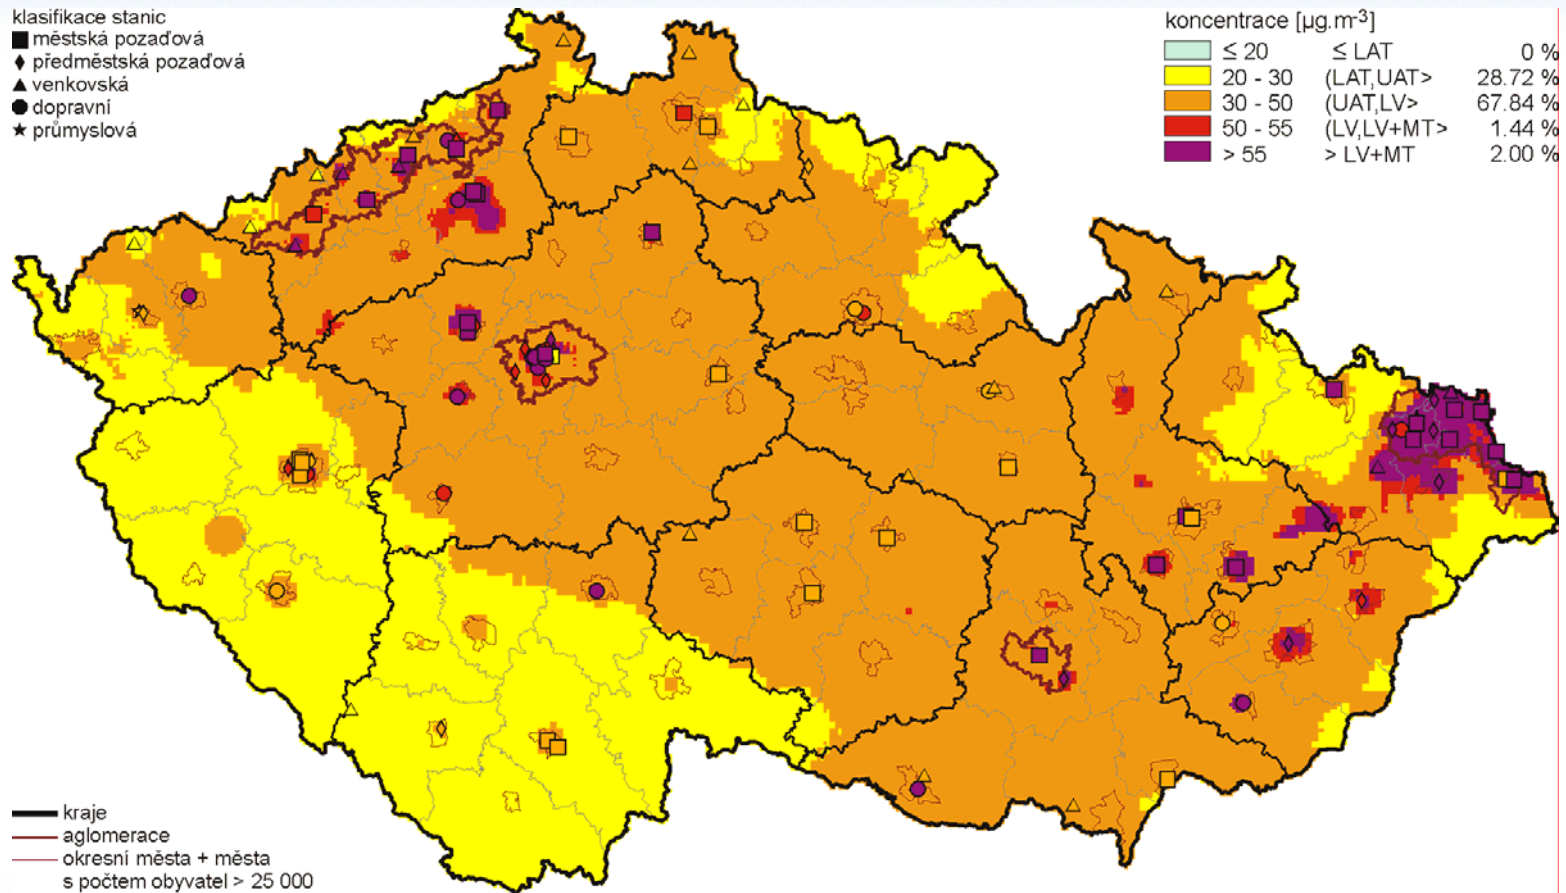 klasifikace stanic
městská pozaďová
předměstská pozaďová
venkovská
dopravní
průmyslová
koncentrace [µg.m⁻³]
≤ 20 ≤ LAT 0 %
20 - 30 (LAT,UAT> 28.72 %
30 - 50 (UAT,LV> 67.84 %
50 - 55 (LV,LV+MT> 1.44 %
> 55 > LV+MT 2.00 %
kraje
aglomerace
okresní města + města
s počtem obyvatel > 25 000